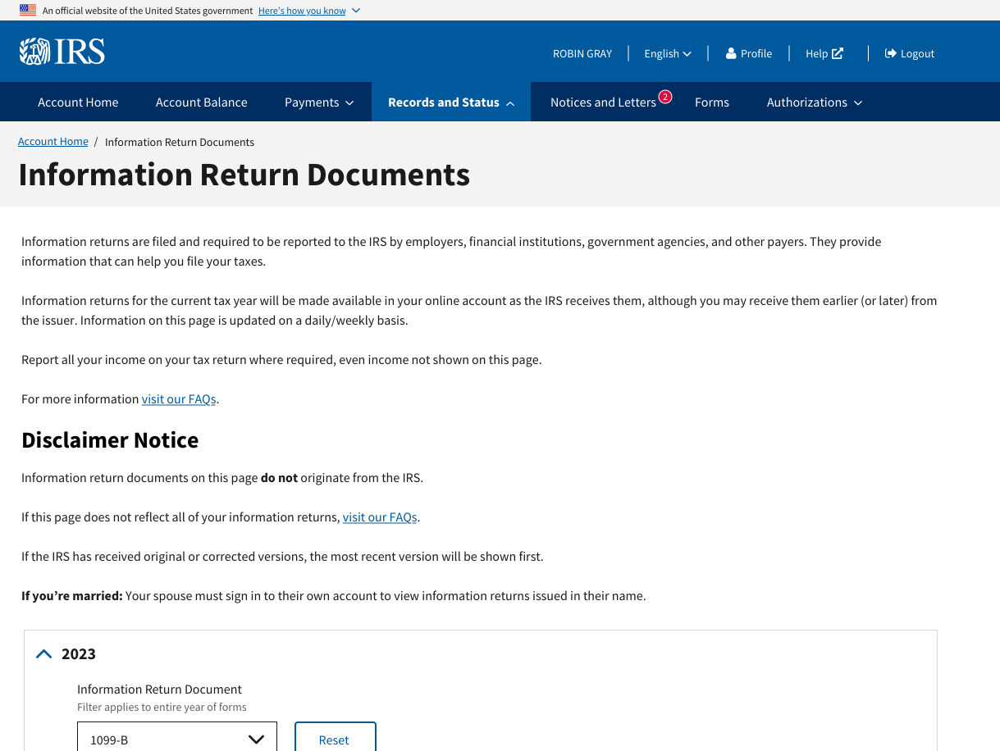 An official website of the United States government Here's how you know
IRS
ROBIN GRAY English Profile Help Logout
Account Home Account Balance Payments Records and Status Notices and Letters 2 Forms Authorizations
Account Home / Information Return Documents
Information Return Documents
Information returns are filed and required to be reported to the IRS by employers, financial institutions, government agencies, and other payers. They provide
information that can help you file your taxes.
Information returns for the current tax year will be made available in your online account as the IRS receives them, although you may receive them earlier (or later) from
the issuer. Information on this page is updated on a daily/weekly basis.
Report all your income on your tax return where required, even income not shown on this page.
For more information visit our FAQs.
Disclaimer Notice
Information return documents on this page do not originate from the IRS.
If this page does not reflect all of your information returns, visit our FAQs.
If the IRS has received original or corrected versions, the most recent version will be shown first.
If you’re married: Your spouse must sign in to their own account to view information returns issued in their name.
2023
Information Return Document
Filter applies to entire year of forms
1099-B Reset